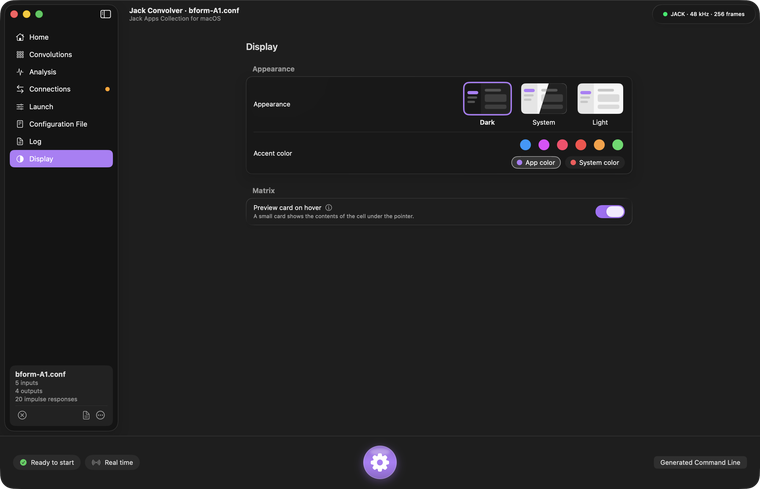 Jack Convolver · bform-A1.conf
Jack Apps Collection for macOS
JACK · 48 kHz · 256 frames
Home
Convolutions
Analysis
Connections
Launch
Configuration File
Log
Display
bform-A1.conf
5 inputs
4 outputs
20 impulse responses
Display
Appearance
Appearance
Dark
System
Light
Accent color
App color
System color
Matrix
Preview card on hover
A small card shows the contents of the cell under the pointer.
Ready to start
Real time
Generated Command Line